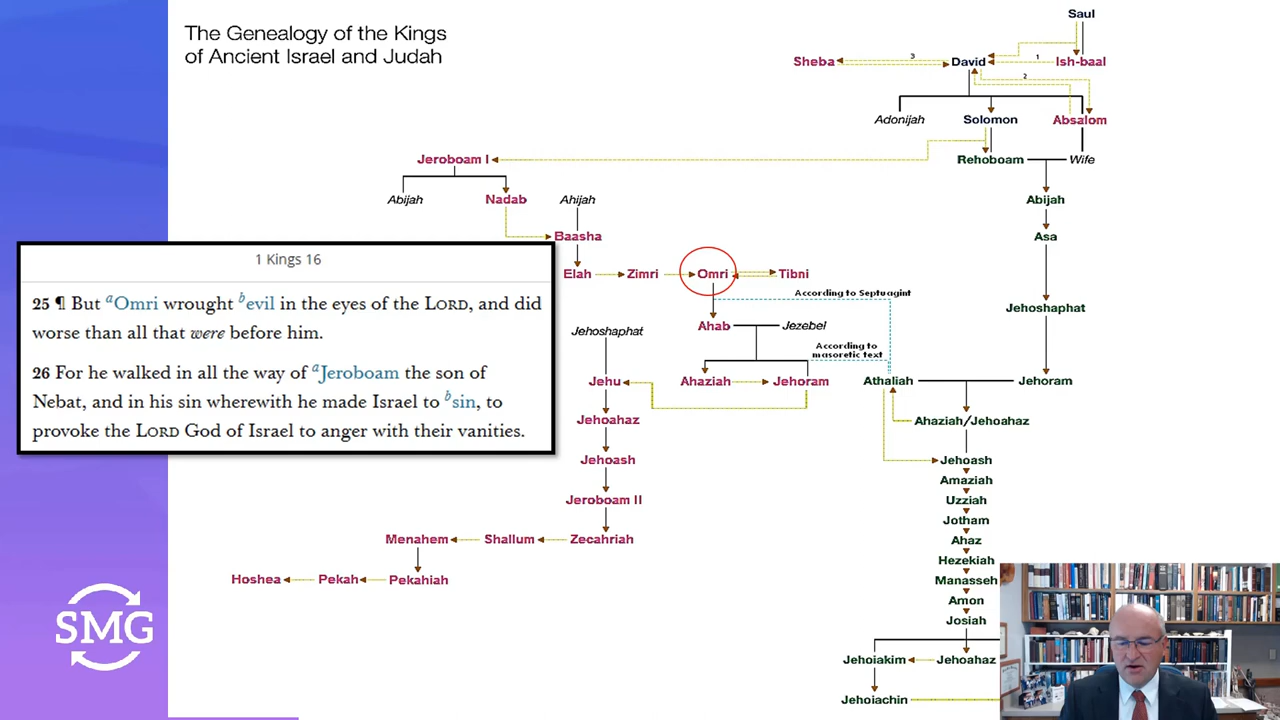 The Genealogy of the Kings
of Ancient Israel and Judah
Saul
Sheba
3
David
1
Ish-baal
2
Adonijah
Solomon
Absalom
Jeroboam I
Rehoboam
Wife
Abijah
Nadab
Ahijah
Abijah
Baasha
Asa
1 Kings 16
25 ¶ But aOmri wrought bevil in the eyes of the LORD, and did
worse than all that were before him.
26 For he walked in all the way of aJeroboam the son of
Nebat, and in his sin wherewith he made Israel to bsin, to
provoke the LORD God of Israel to anger with their vanities.
Elah
Zimri
Omri
Tibni
According to Septuagint
Jehoshaphat
Ahab
Jezebel
Jehoshaphat
According to
masoretic text
Jehu
Ahaziah
Jehoram
Athaliah
Jehoram
Jehoahaz
Ahaziah/Jehoahaz
Jehoash
Jehoash
Amaziah
Jeroboam II
Uzziah
Jotham
Menahem
Shallum
Zecahriah
Ahaz
Hezekiah
Hoshea
Pekah
Pekahiah
Manasseh
Amon
Josiah
SMG
Jehoiakim
Jehoahaz
Jehoiachin